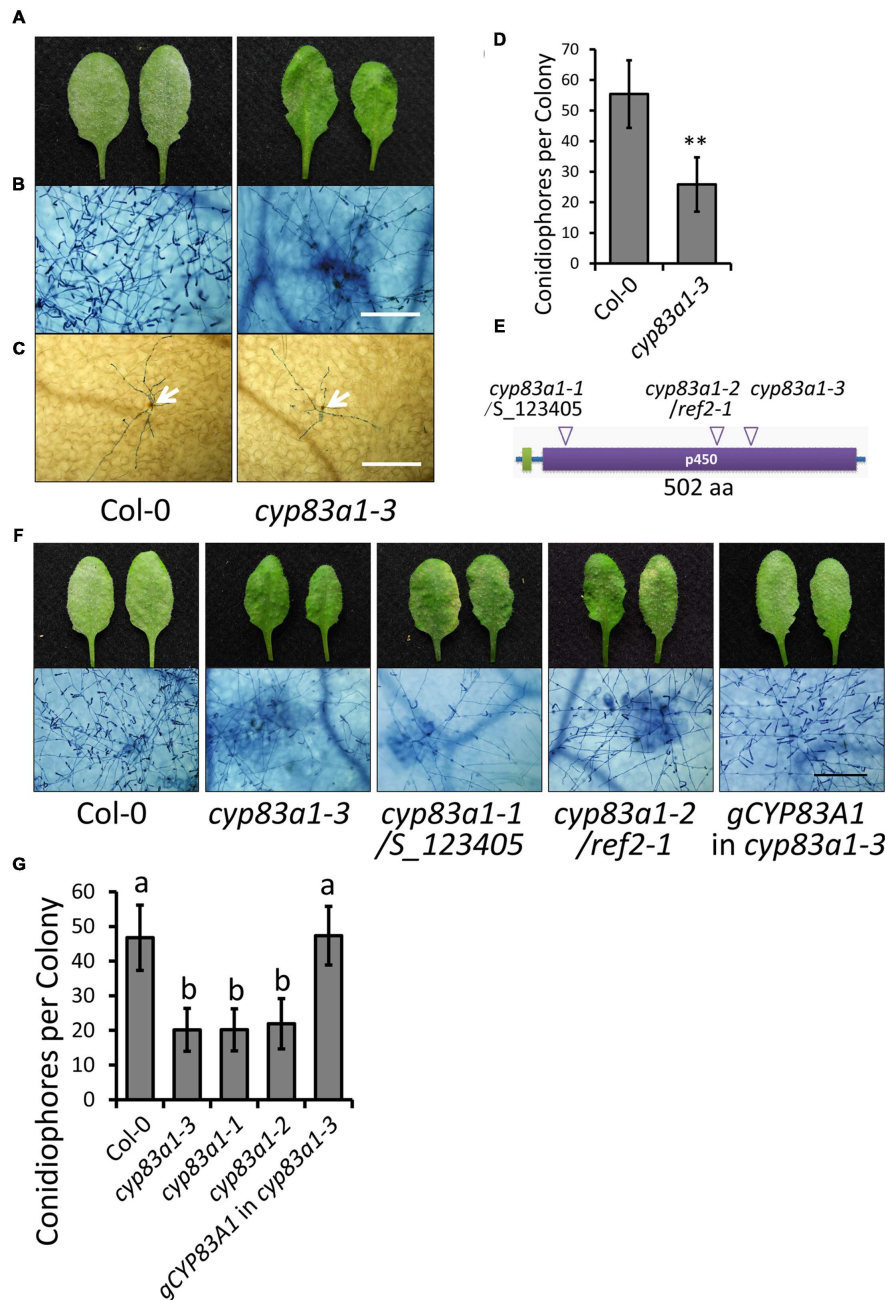 A
B
C
Col-0
cyp83a1-3
D
Conidiophores per Colony
70
60
50
40
30
20
10
0
**
Col-0
cyp83a1-3
E
cyp83a1-1
/S_123405
cyp83a1-2
/ref2-1
cyp83a1-3
p450
502 aa
F
Col-0
cyp83a1-3
cyp83a1-1
/S_123405
cyp83a1-2
/ref2-1
gCYP83A1
in cyp83a1-3
G
Conidiophores per Colony
60
50
40
30
20
10
0
a
b
b
b
a
Col-0
cyp83a1-3
cyp83a1-1
cyp83a1-2
gCYP83A1 in cyp83a1-3